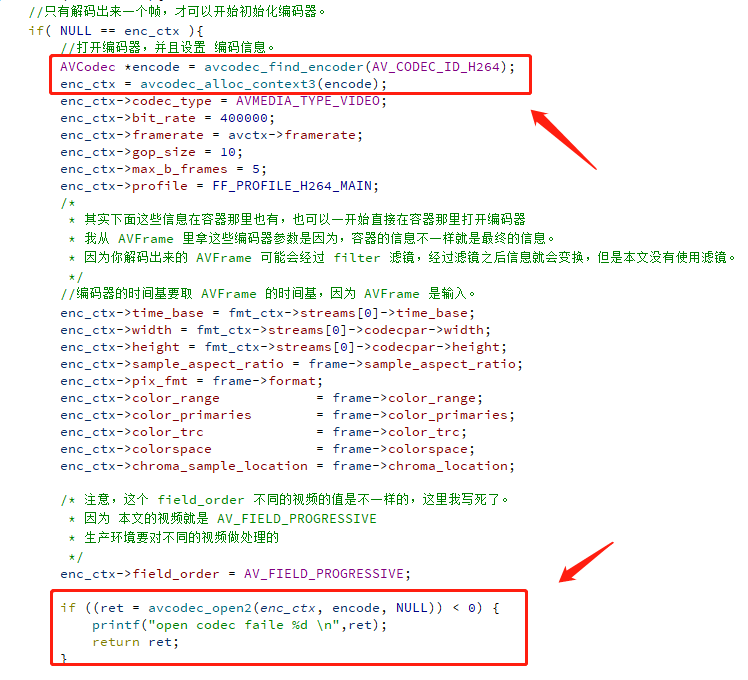 //只有解码出来一个帧，才可以开始初始化编码器。
if( NULL == enc_ctx ){
//打开编码器，并且设置 编码信息。
AVCodec *encode = avcodec_find_encoder(AV_CODEC_ID_H264);
enc_ctx = avcodec_alloc_context3(encode);
enc_ctx->codec_type = AVMEDIA_TYPE_VIDEO;
enc_ctx->bit_rate = 400000;
enc_ctx->framerate = avctx->framerate;
enc_ctx->gop_size = 10;
enc_ctx->max_b_frames = 5;
enc_ctx->profile = FF_PROFILE_H264_MAIN;
/*
* 其实下面这些信息在容器那里也有，也可以一开始直接在容器那里打开编码器
* 我从 AVFrame 里拿这些编码器参数是因为，容器的信息不一样就是最终的信息。
* 因为你解码出来的 AVFrame 可能会经过 filter 滤镜，经过滤镜之后信息就会变换，但是本文没有使用滤镜。
*/
//编码器的时间基要取 AVFrame 的时间基，因为 AVFrame 是输入。
enc_ctx->time_base = fmt_ctx->streams[0]->time_base;
enc_ctx->width = fmt_ctx->streams[0]->codecpar->width;
enc_ctx->height = fmt_ctx->streams[0]->codecpar->height;
enc_ctx->sample_aspect_ratio = frame->sample_aspect_ratio;
enc_ctx->pix_fmt = frame->format;
enc_ctx->color_range = frame->color_range;
enc_ctx->color_primaries = frame->color_primaries;
enc_ctx->color_trc = frame->color_trc;
enc_ctx->colorspace = frame->colorspace;
enc_ctx->chroma_sample_location = frame->chroma_location;
/* 注意，这个 field_order 不同的视频的值是不一样的，这里我写死了。
* 因为 本文的视频就是 AV_FIELD_PROGRESSIVE
* 生产环境要对不同的视频做处理的
*/
enc_ctx->field_order = AV_FIELD_PROGRESSIVE;
if ((ret = avcodec_open2(enc_ctx, encode, NULL)) < 0) {
printf("open codec faile %d \n",ret);
return ret;
}